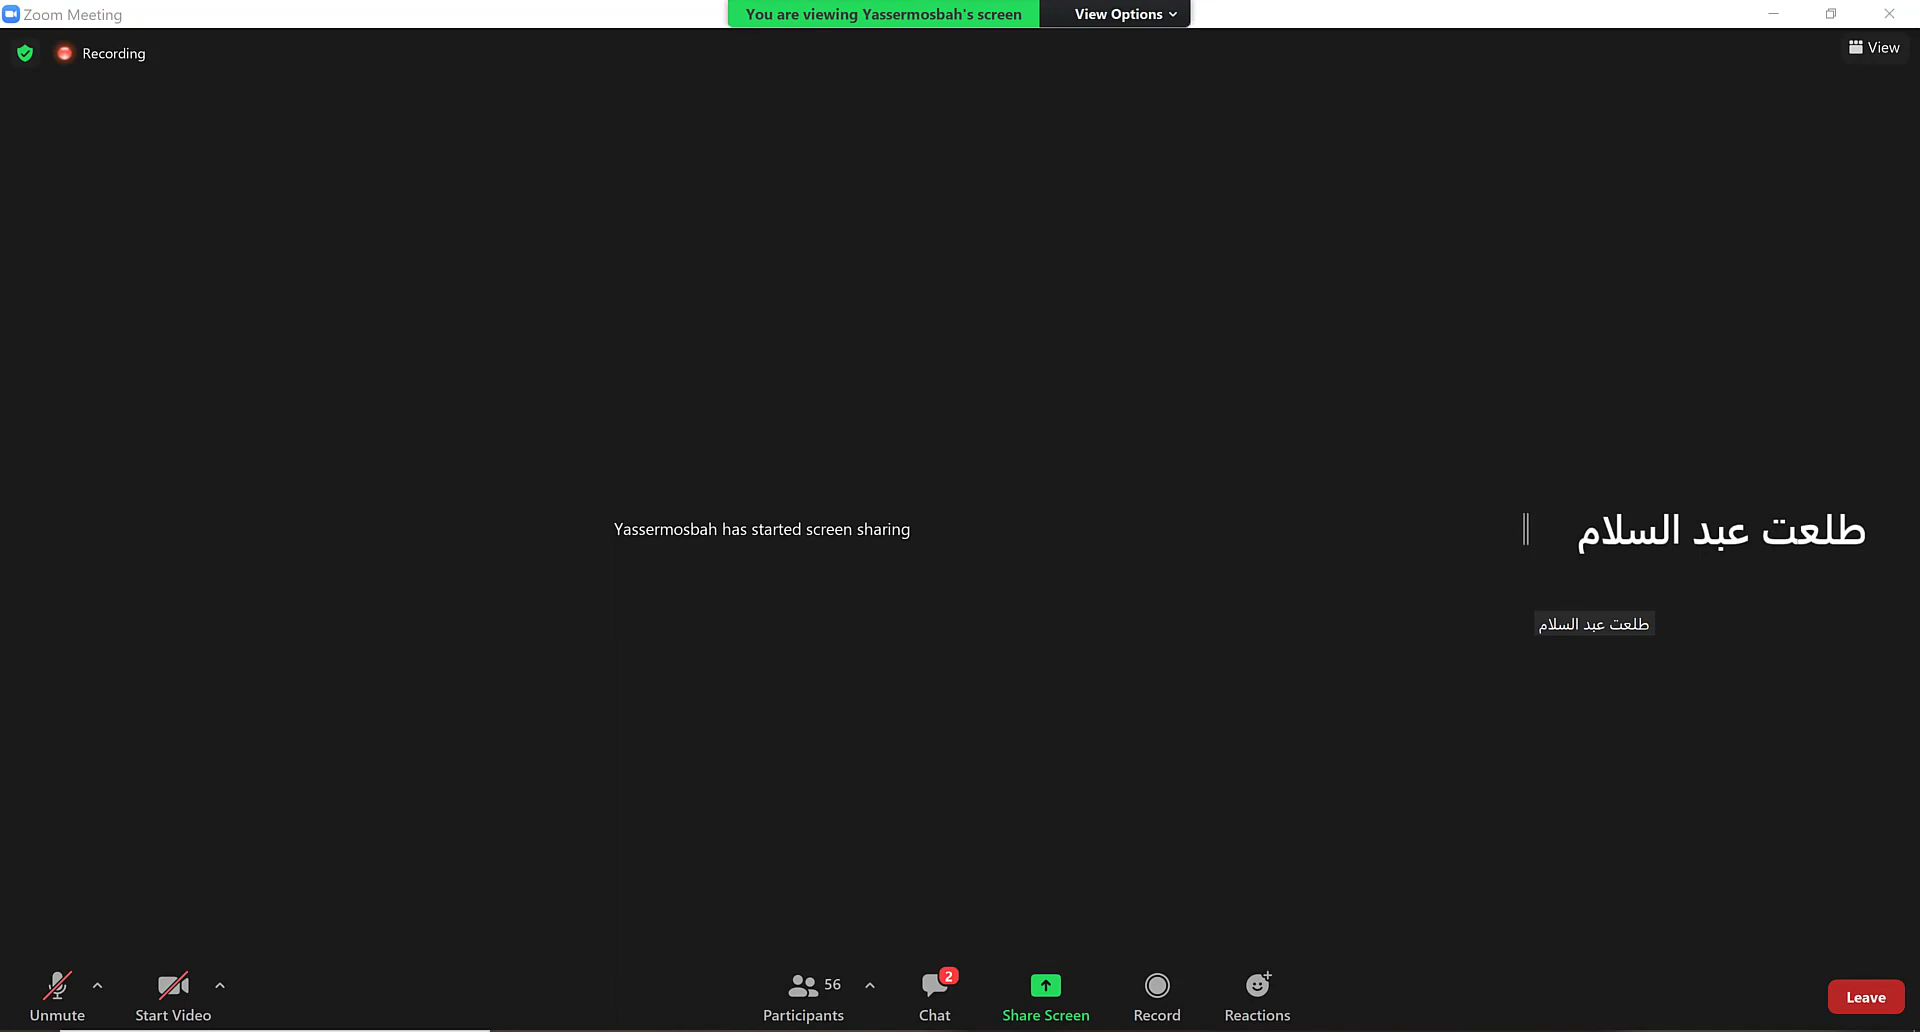 Zoom Meeting
You are viewing Yassermosbah's screen
View Options
Recording
View
Yassermosbah has started screen sharing
طلعت عبد السلام
طلعت عبد السلام
Unmute
Start Video
56
Participants
2
Chat
Share Screen
Record
Reactions
Leave